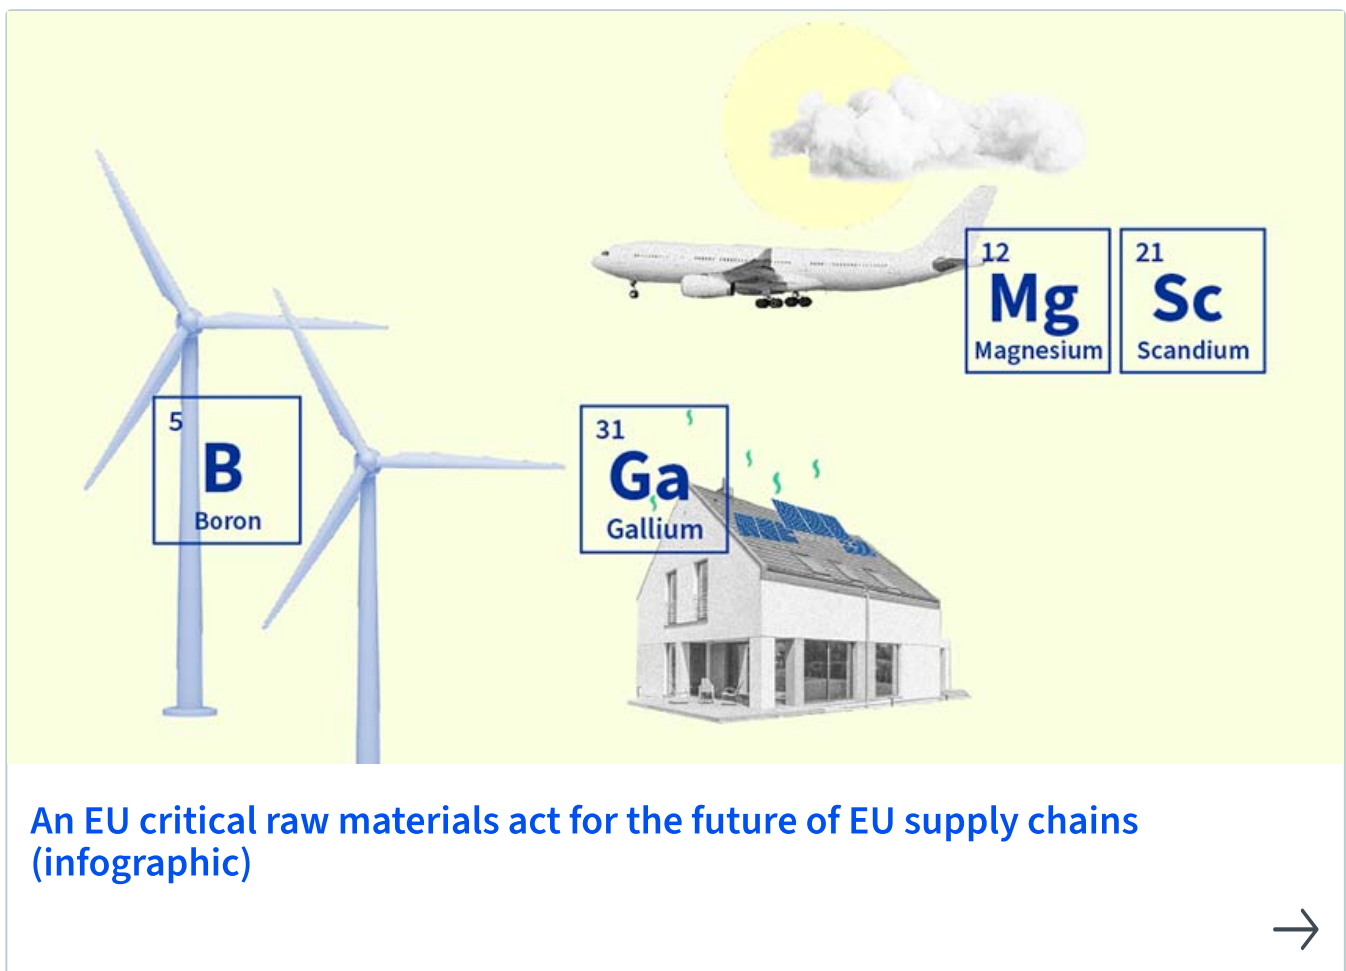 12
Mg
Magnesium
21
Sc
Scandium
5
B
Boron
31
Ga
Gallium
An EU critical raw materials act for the future of EU supply chains
(infographic)